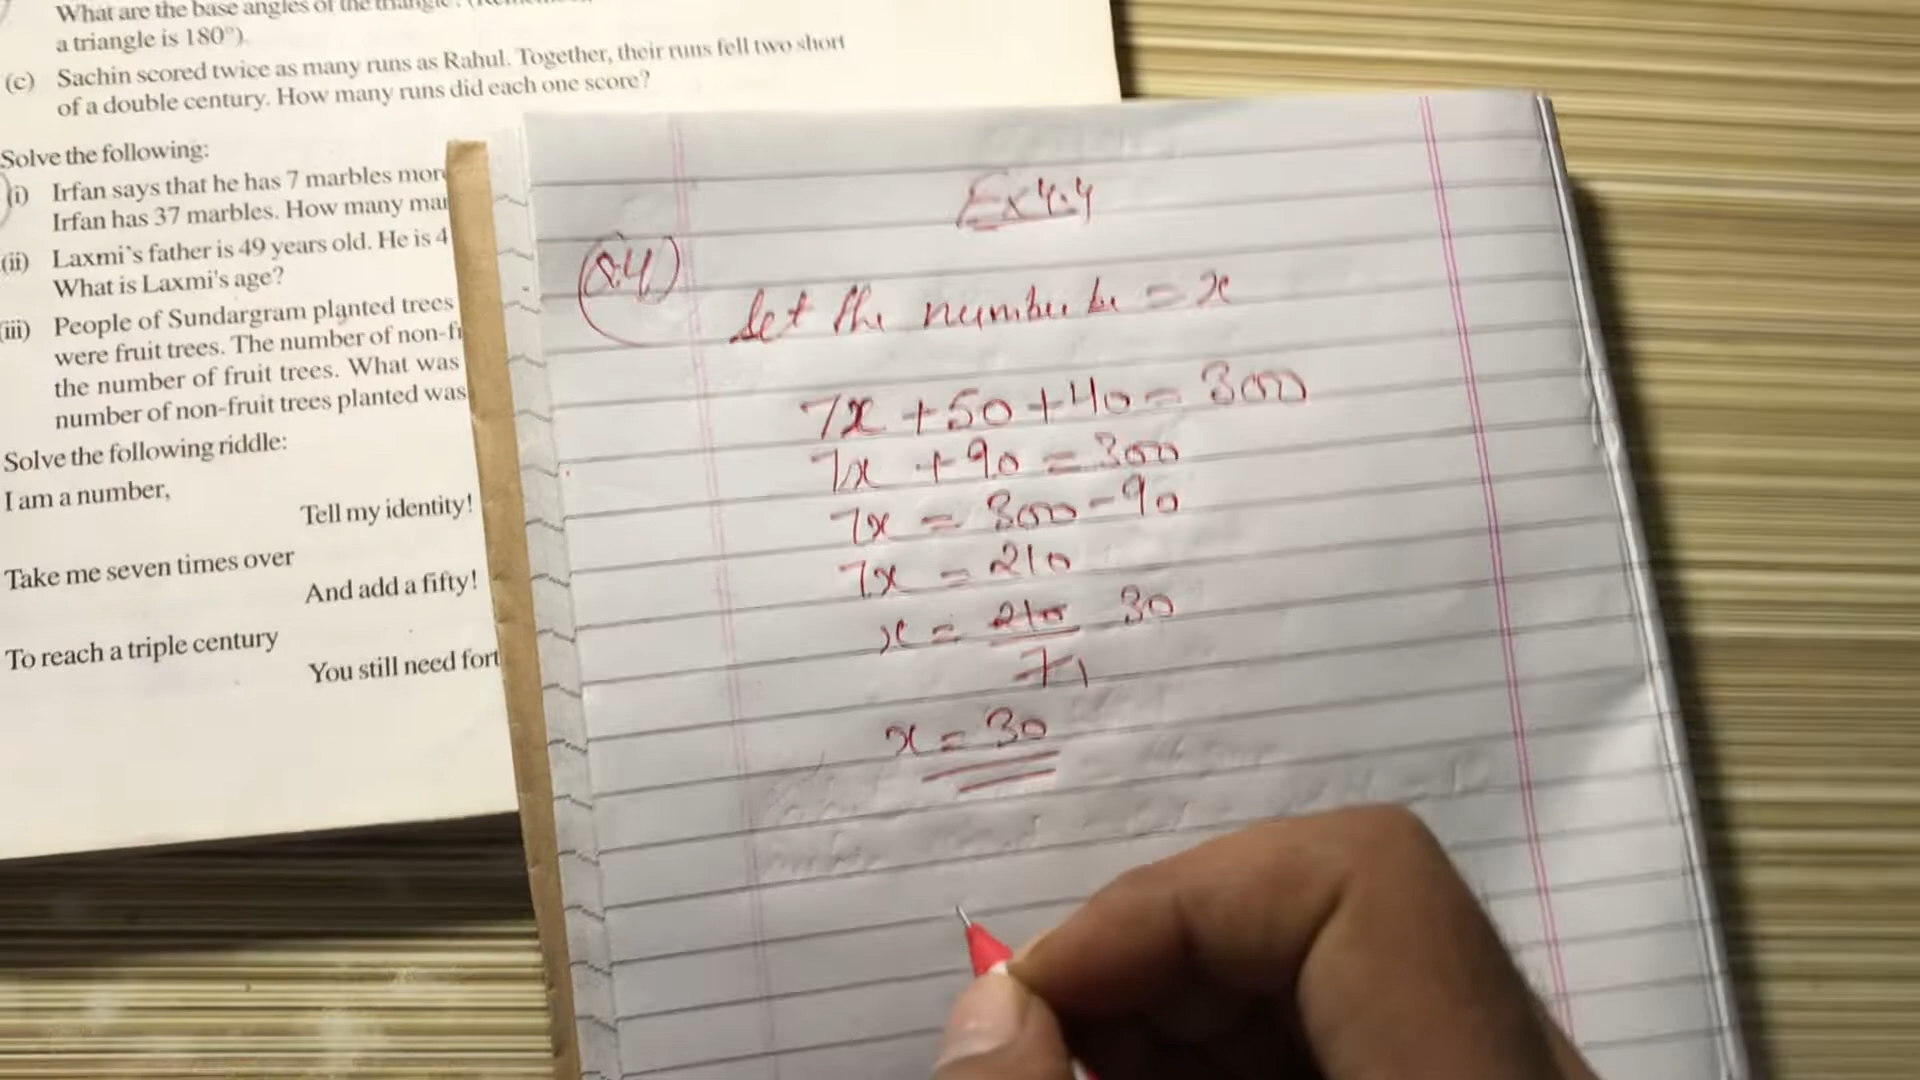 What are the base angles of the triangle?
a triangle is 180°).
(c) Sachin scored twice as many runs as Rahul. Together, their runs fell two short
of a double century. How many runs did each one score?
Solve the following:
(i) Irfan says that he has 7 marbles mor
Irfan has 37 marbles. How many mar
(ii) Laxmi's father is 49 years old. He is 4
What is Laxmi's age?
(iii) People of Sundargram planted trees
were fruit trees. The number of non-f
the number of fruit trees. What was
number of non-fruit trees planted was
Solve the following riddle:
I am a number,
Tell my identity!
Take me seven times over
And add a fifty!
To reach a triple century
You still need fort
Ex 4.4
Q.4)
Let the number be = x
7x + 50 + 40 = 300
7x + 90 = 300
7x = 300 - 90
7x = 210
x = 210 30
7 1
x = 30